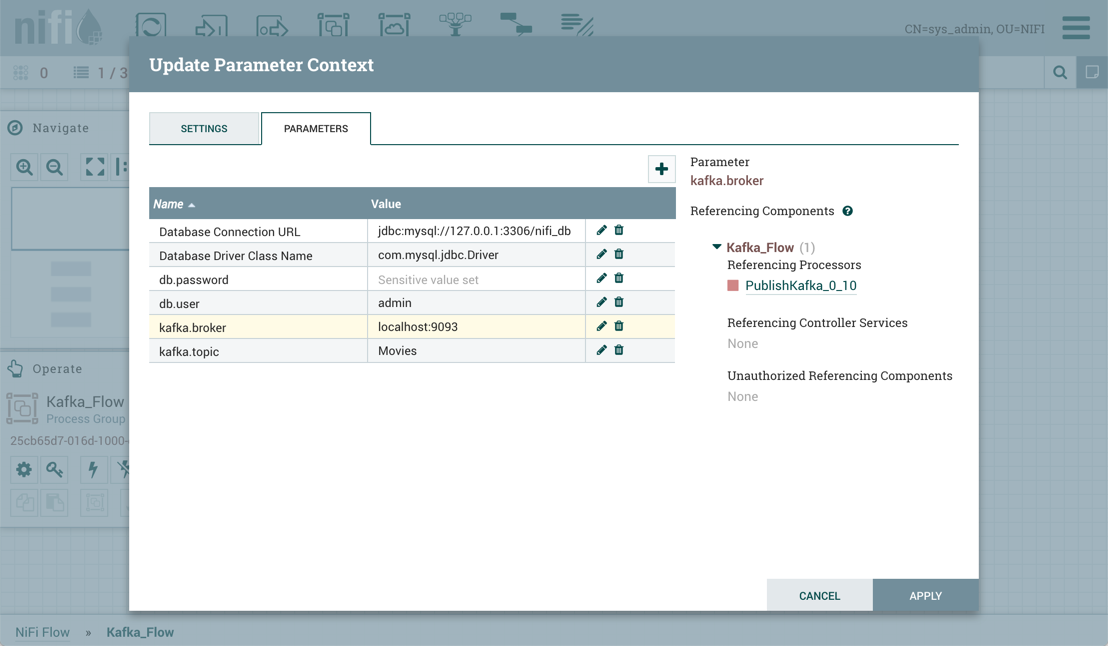 nifi
CN=sys_admin, OU=NIFI
0
1 / 3
Update Parameter Context
SETTINGS
PARAMETERS
Navigate
Name
Value
Database Connection URL
jdbc:mysql://127.0.0.1:3306/nifi_db
Database Driver Class Name
com.mysql.jdbc.Driver
db.password
Sensitive value set
db.user
admin
kafka.broker
localhost:9093
kafka.topic
Movies
Parameter
kafka.broker
Referencing Components
Kafka_Flow (1)
Referencing Processors
PublishKafka_0_10
Referencing Controller Services
None
Unauthorized Referencing Components
None
Operate
Kafka_Flow
Process Group
25cb65d7-016d-1000-
CANCEL
APPLY
NiFi Flow » Kafka_Flow